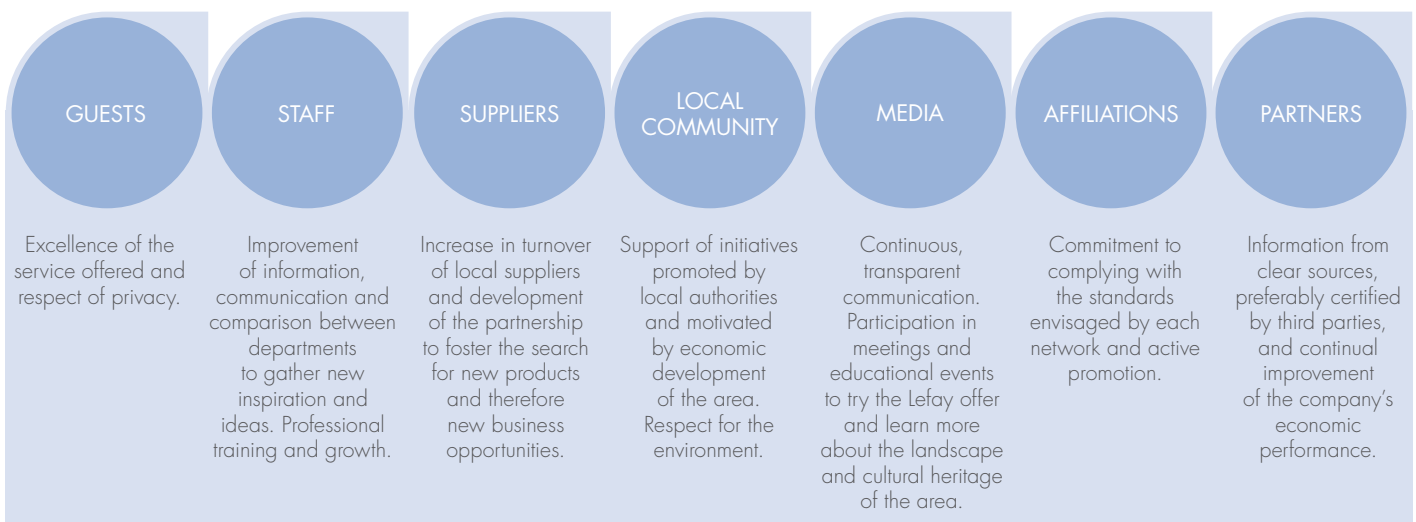 GUESTS
Excellence of the
service offered and
respect of privacy.
STAFF
Improvement
of information,
communication and
comparison between
departments
to gather new
inspiration and
ideas. Professional
training and growth.
SUPPLIERS
Increase in turnover
of local suppliers
and development
of the partnership
to foster the search
for new products
and therefore
new business
opportunities.
LOCAL
COMMUNITY
Support of initiatives
promoted by
local authorities
and motivated
by economic
development
of the area.
Respect for the
environment.
MEDIA
Continuous,
transparent
communication.
Participation in
meetings and
educational events
to try the Lefay offer
and learn more
about the landscape
and cultural heritage
of the area.
AFFILIATIONS
Commitment to
complying with
the standards
envisaged by each
network and active
promotion.
PARTNERS
Information from
clear sources,
preferably certified
by third parties,
and continual
improvement
of the company's
economic
performance.